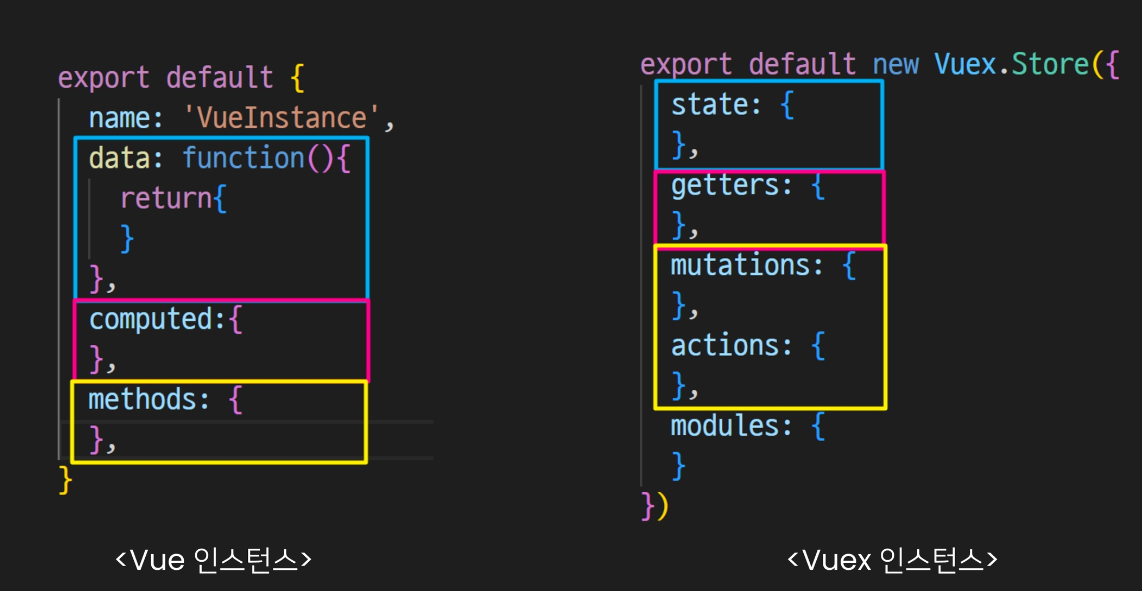 export default {
name: 'VueInstance',
data: function(){
return{
}
},
computed:{
},
methods: {
},
}
<Vue 인스턴스>
export default new Vuex.Store({
state: {
},
getters: {
},
mutations: {
},
actions: {
},
modules: {
}
})
<Vuex 인스턴스>